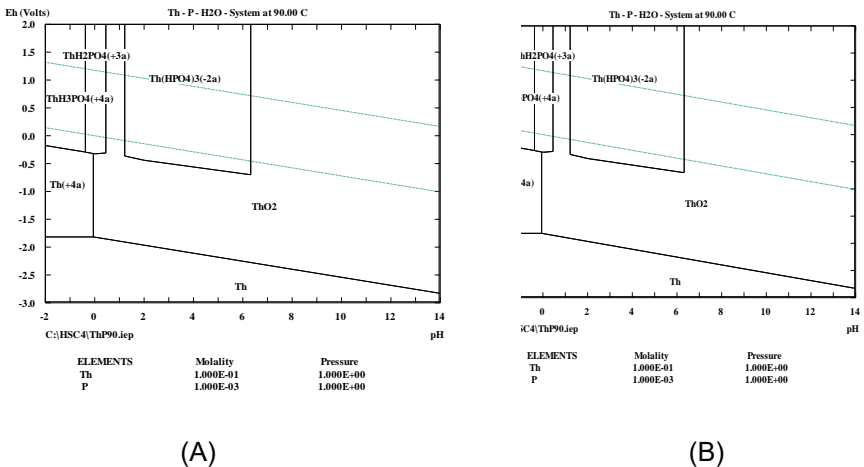 Eh (Volts) Th - P - H2O - System at 90.00 C
2.0
1.5
1.0
0.5
0.0
-0.5
-1.0
-1.5
-2.0
-2.5
-3.0
ThH2PO4(+3a)
Th(HPO4)3(-2a)
ThH3PO4(+4a)
Th(+4a)
ThO2
Th
-2 0 2 4 6 8 10 12 14
C:\HSC4\ThP90.iep pH
ELEMENTS Molality Pressure
Th 1.000E-01 1.000E+00
P 1.000E-03 1.000E+00
(A)
Th - P - H2O - System at 90.00 C
hH2PO4(+3a)
Th(HPO4)3(-2a)
PO4(+4a)
4a)
ThO2
Th
0 2 4 6 8 10 12 14
SC4\ThP90.iep pH
ELEMENTS Molality Pressure
Th 1.000E-01 1.000E+00
P 1.000E-03 1.000E+00
(B)